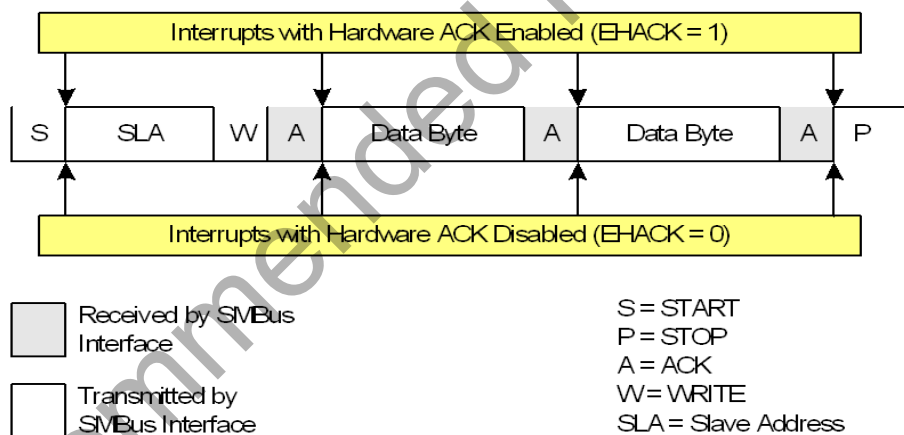 Interrupts with Hardware ACK Enabled (EHACK = 1)
S SLA W A Data Byte A Data Byte A P
Interrupts with Hardware ACK Disabled (EHACK = 0)
Received by SMBus
Interface
Transmitted by
SMBus Interface
S = START
P = STOP
A = ACK
W = WRITE
SLA = Slave Address